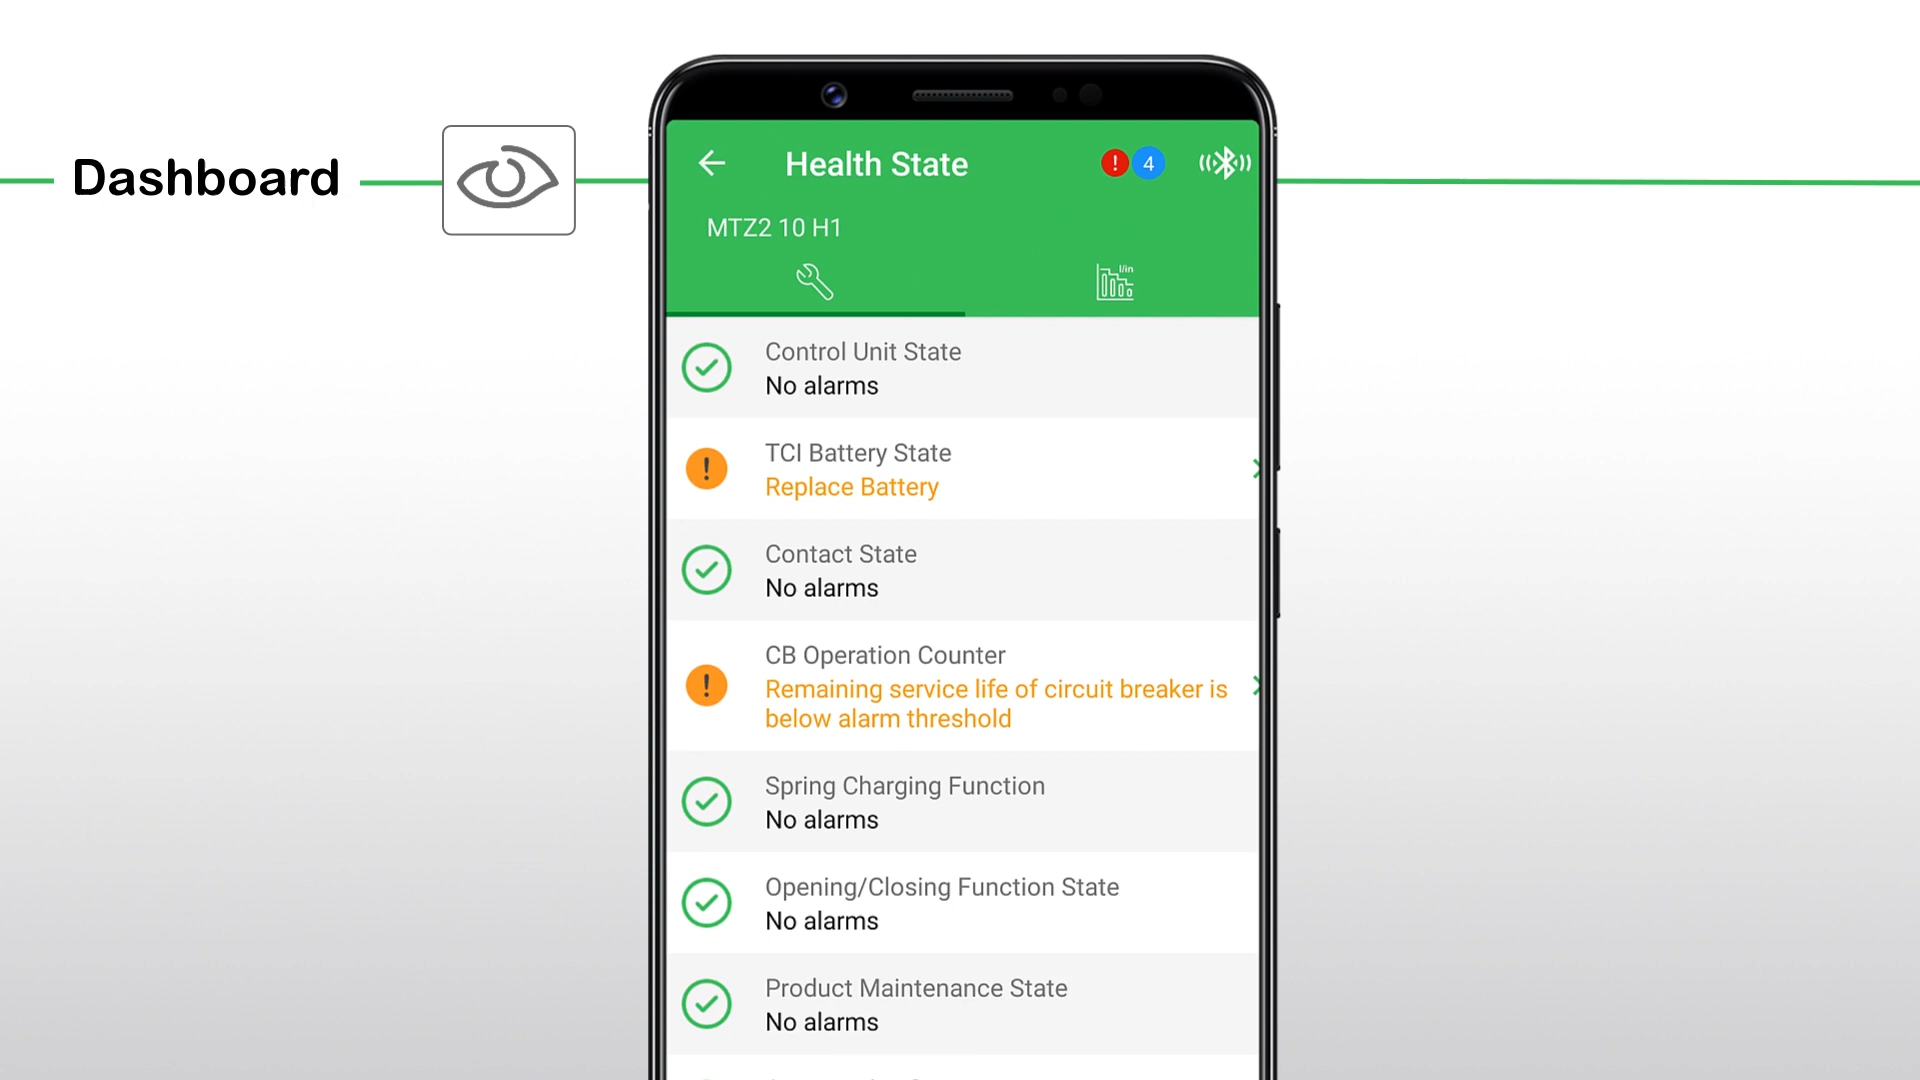 Dashboard
Health State
! 4
MTZ2 10 H1
I/in
Control Unit State
No alarms
!
TCI Battery State
Replace Battery
Contact State
No alarms
!
CB Operation Counter
Remaining service life of circuit breaker is
below alarm threshold
Spring Charging Function
No alarms
Opening/Closing Function State
No alarms
Product Maintenance State
No alarms